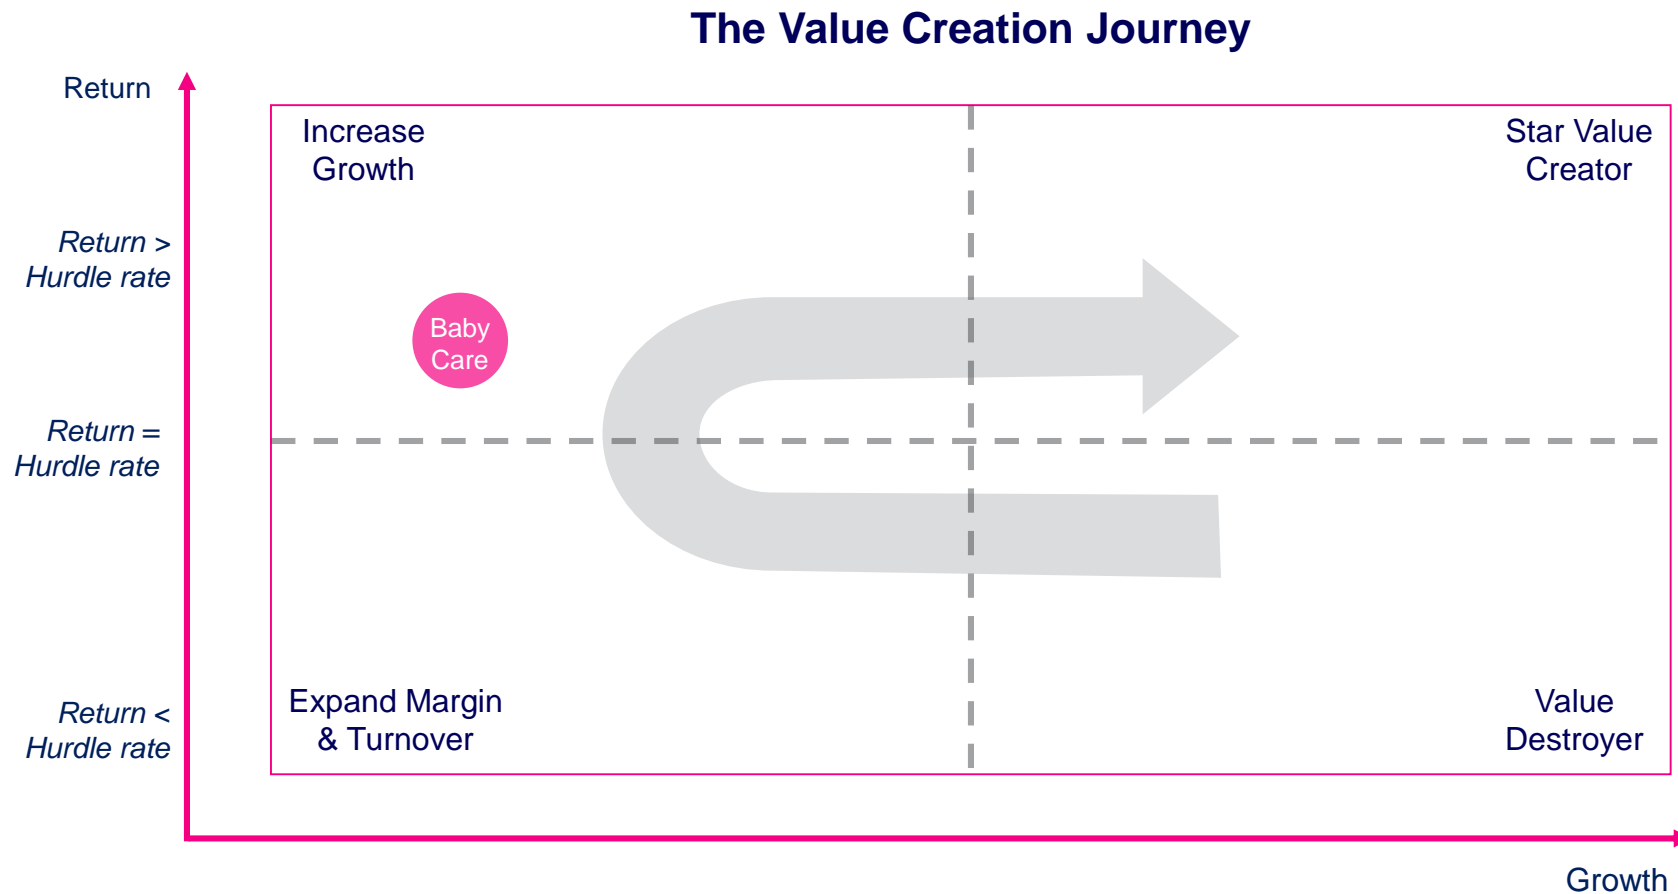 The Value Creation Journey
Return
Increase
Growth
Star Value
Creator
Return >
Hurdle rate
Baby
Care
Return =
Hurdle rate
Expand Margin
& Turnover
Value
Destroyer
Return <
Hurdle rate
Growth